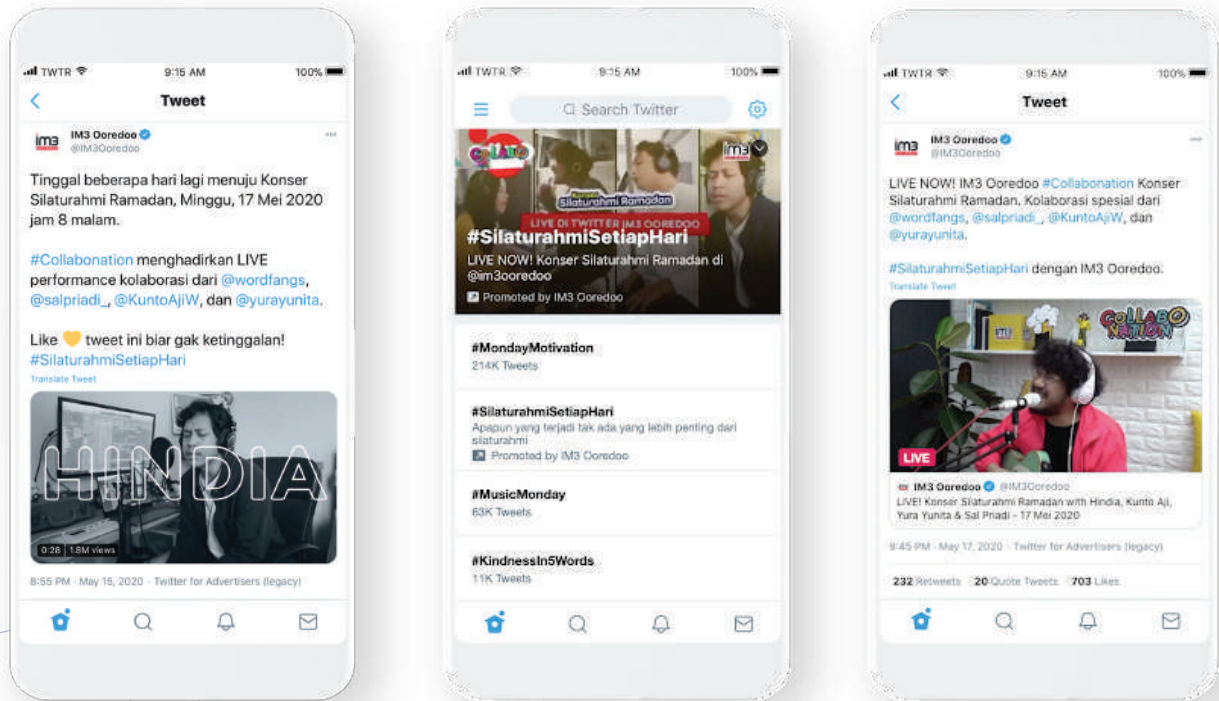 TWTR
9:15 AM
100%
Tweet
im3
IM3 Ooredoo
@IM3Ooredoo
Tinggal beberapa hari lagi menuju Konser
Silaturahmi Ramadan, Minggu, 17 Mei 2020
jam 8 malam.
#Collabonation menghadirkan LIVE
performance kolaborasi dari @wordfangs,
@salpriadi_, @KuntoAjiW, dan @yurayunita.
Like 💛 tweet ini biar gak ketinggalan!
#SilaturahmiSetiapHari
Translate Tweet
HINDIA
0:28 | 1.8M views
8:55 PM · May 15, 2020 · Twitter for Advertisers (legacy)
TWTR
9:15 AM
100%
Search Twitter
im3
Silaturahmi Ramadan
LIVE DI TWITTER IM3 OOREDOO
#SilaturahmiSetiapHari
LIVE NOW! Konser Silaturahmi Ramadan di
@im3ooredoo
Promoted by IM3 Ooredoo
#MondayMotivation
214K Tweets
#SilaturahmiSetiapHari
Apapun yang terjadi tak ada yang lebih penting dari
silaturahmi
Promoted by IM3 Ooredoo
#MusicMonday
63K Tweets
#KindnessIn5Words
11K Tweets
TWTR
9:15 AM
100%
Tweet
im3
IM3 Ooredoo
@IM3Ooredoo
LIVE NOW! IM3 Ooredoo #Collabonation Konser
Silaturahmi Ramadan. Kolaborasi spesial dari
@wordfangs, @salpriadi_, @KuntoAjiW, dan
@yurayunita.
#SilaturahmiSetiapHari dengan IM3 Ooredoo.
Translate Tweet
COLLABO
NATION
LIVE
IM3 Ooredoo @IM3Ooredoo
LIVE! Konser Silaturahmi Ramadan with Hindia, Kunto Aji,
Yura Yunita & Sal Priadi - 17 Mei 2020
9:45 PM · May 17, 2020 · Twitter for Advertisers (legacy)
232 Retweets 20 Quote Tweets 703 Likes